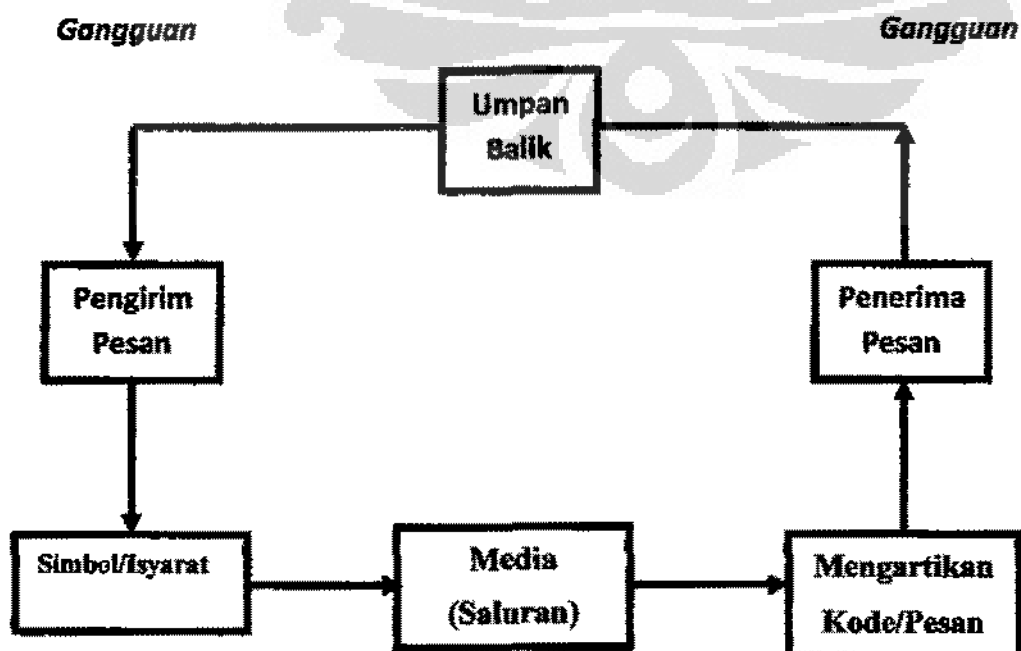 Gangguan
Gangguan
Umpan
Balik
Pengirim
Pesan
Penerima
Pesan
Simbol/Isyarat
Media
(Saluran)
Mengartikan
Kode/Pesan